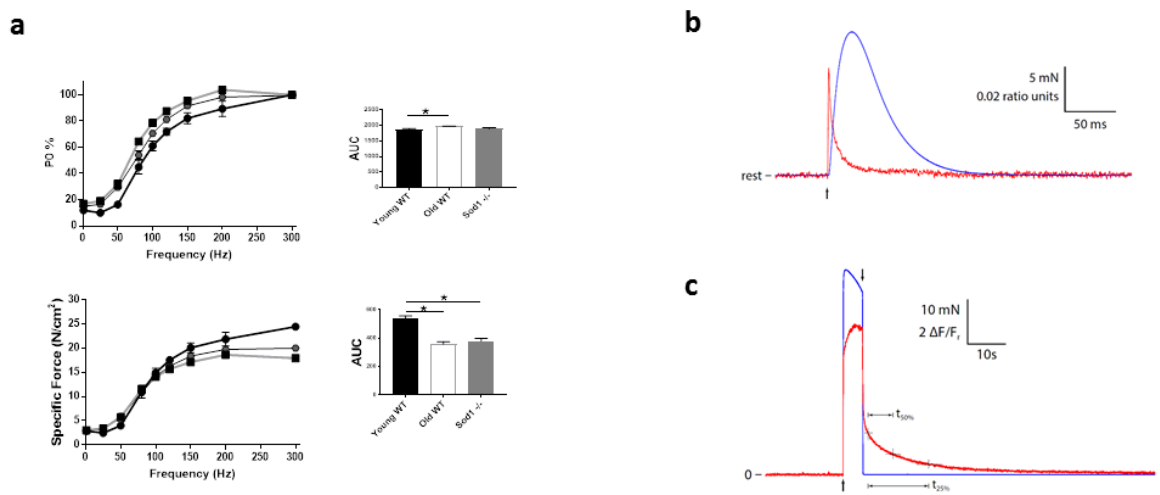 a
P0 %
100
80
60
40
20
0
0 50 100 150 200 250 300
Frequency (Hz)
AUC
2500
2000
1500
1000
500
0
Young WT
Old WT
Sod1 -/-
*
Specific Force (N/cm²)
30
25
20
15
10
5
0
0 50 100 150 200 250 300
Frequency (Hz)
AUC
600
400
200
0
Young WT
Old WT
Sod1 -/-
*
*
b
5 mN
0.02 ratio units
50 ms
rest
c
10 mN
2 ΔF/Fr
10s
t50%
0
t25%